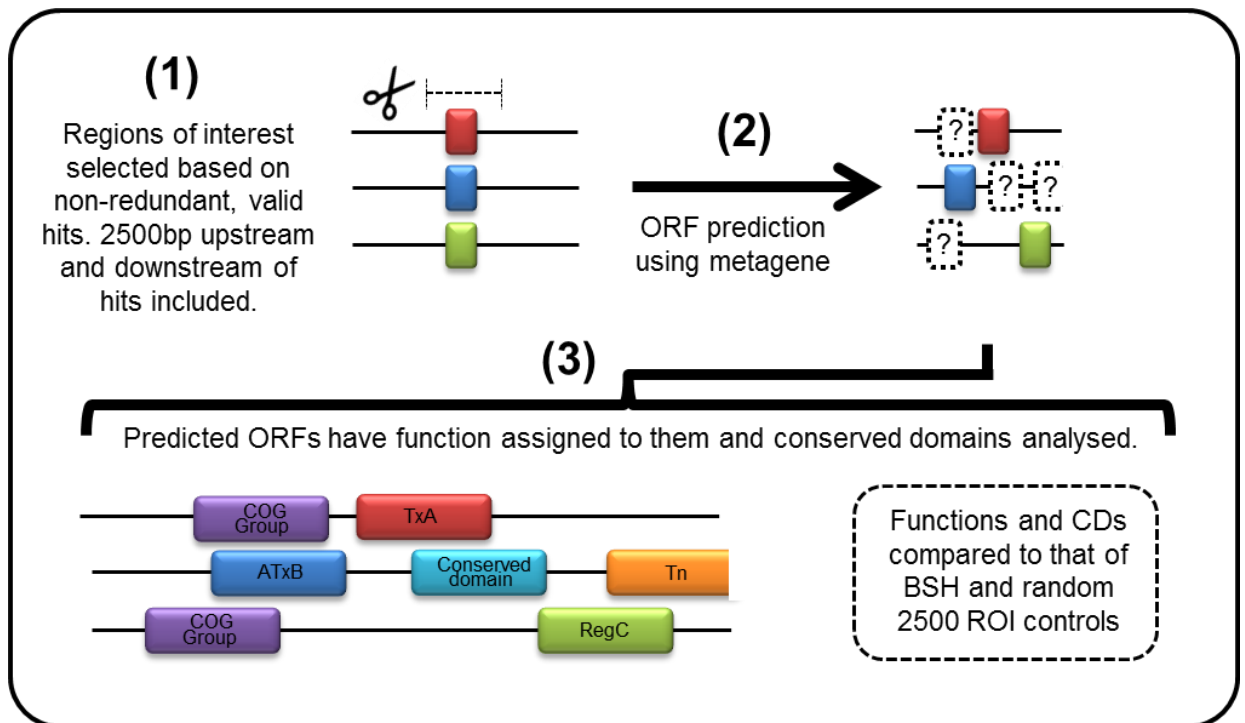 (1)
Regions of interest
selected based on
non-redundant, valid
hits. 2500bp upstream
and downstream of
hits included.
(2)
ORF prediction
using metagene
?
? ?
?
(3)
Predicted ORFs have function assigned to them and conserved domains analysed.
COG
Group
TxA
ATxB
Conserved
domain
Tn
COG
Group
RegC
Functions and CDs
compared to that of
BSH and random
2500 ROI controls